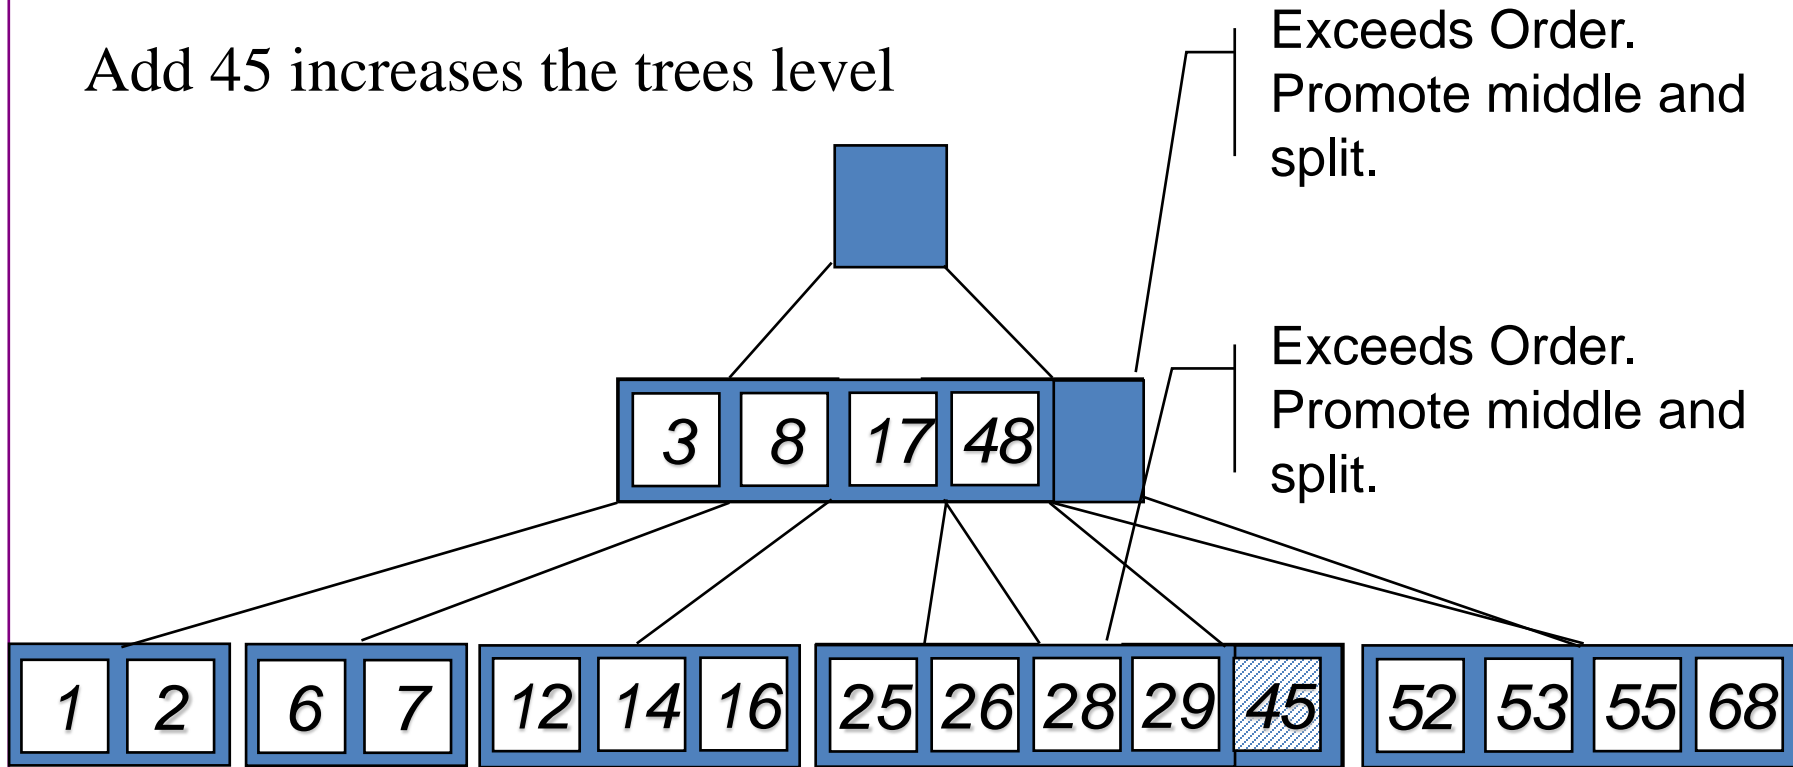 Add 45 increases the trees level
Exceeds Order.
Promote middle and
split.
Exceeds Order.
Promote middle and
split.
3 8 17 48
1 2 6 7 12 14 16 25 26 28 29 45 52 53 55 68